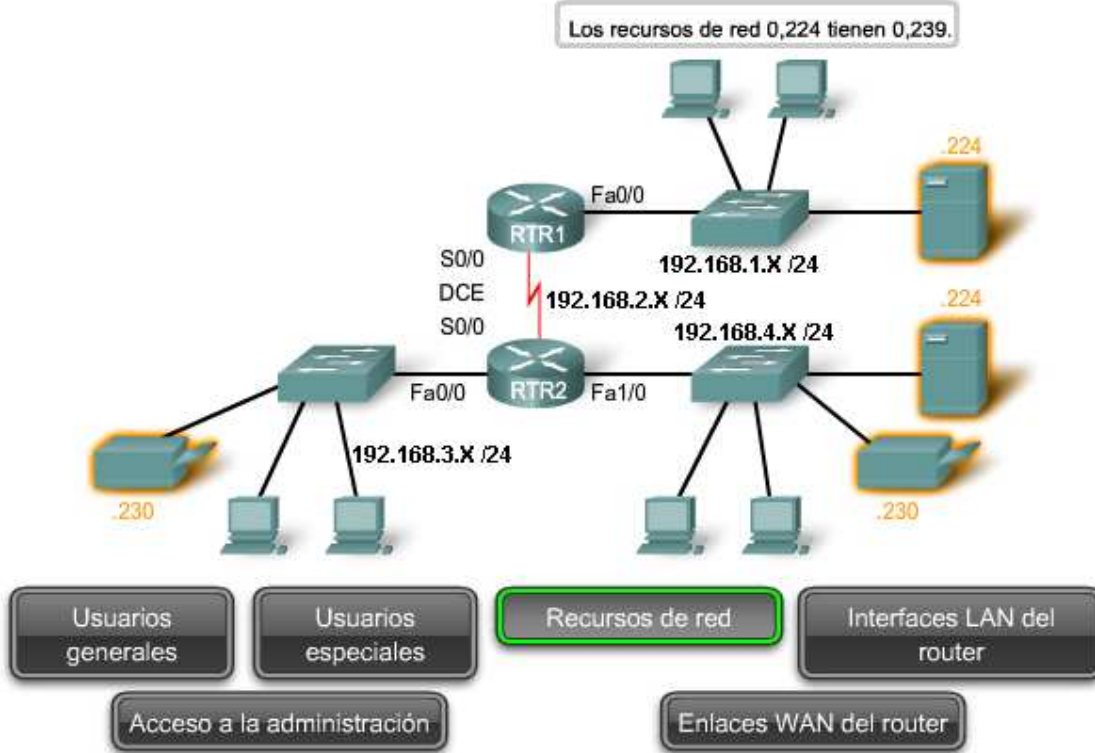 Los recursos de red 0,224 tienen 0,239.
.224
Fa0/0
RTR1
S0/0
192.168.1.X /24
DCE
192.168.2.X /24
.224
S0/0
192.168.4.X /24
Fa0/0
RTR2
Fa1/0
192.168.3.X /24
.230
.230
Usuarios
generales
Usuarios
especiales
Recursos de red
Interfaces LAN del
router
Acceso a la administración
Enlaces WAN del router